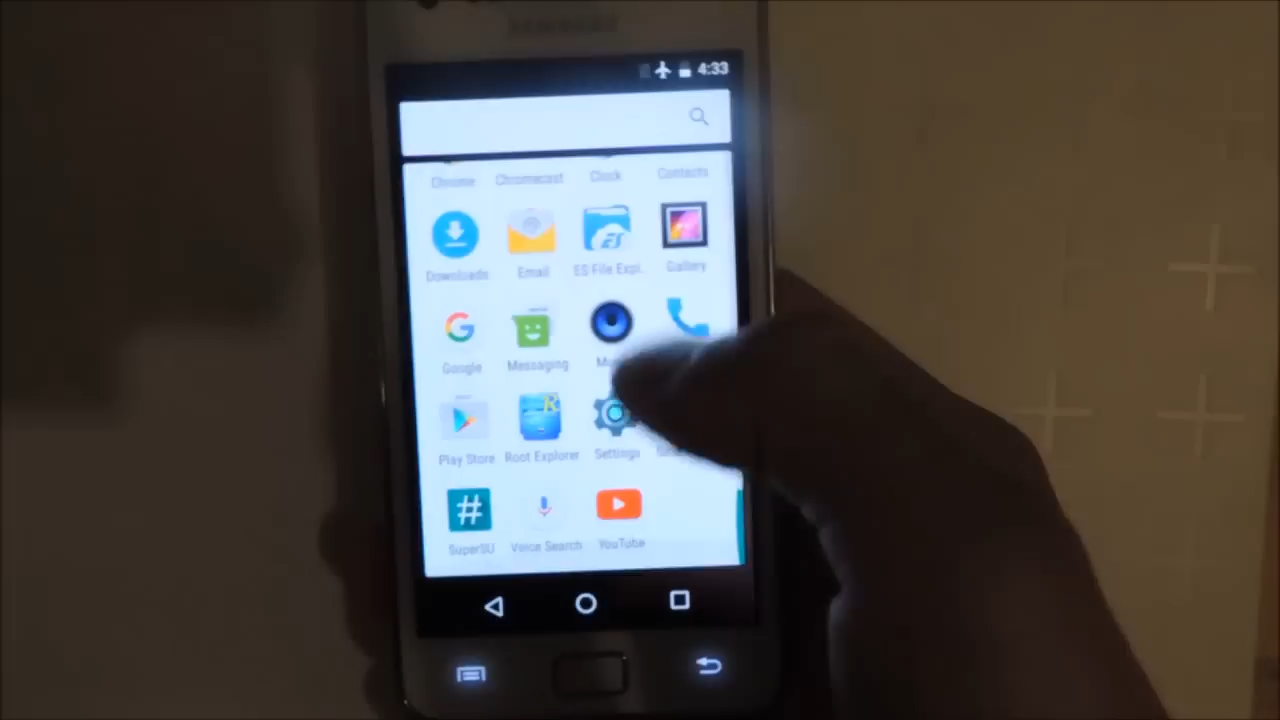 SAMSUNG
4:33
Chrome Chromecast Clock Contacts
Downloads Email ES File Expl.. Gallery
Google Messaging
Play Store Root Explorer Settings
SuperSU Voice Search YouTube